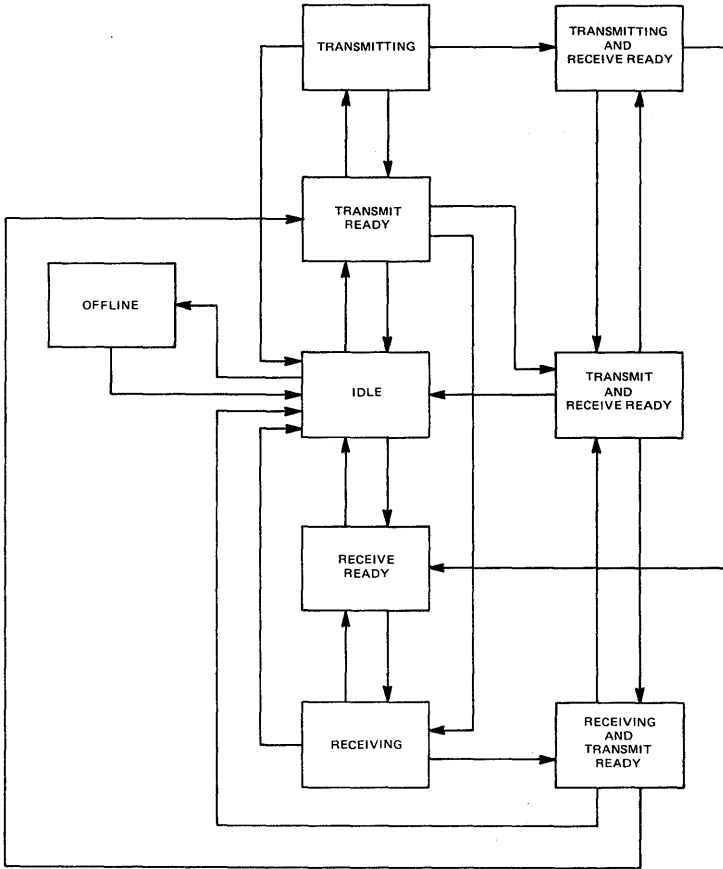 TRANSMITTING
TRANSMITTING
AND
RECEIVE READY
TRANSMIT
READY
OFFLINE
IDLE
TRANSMIT
AND
RECEIVE READY
RECEIVE
READY
RECEIVING
RECEIVING
AND
TRANSMIT
READY